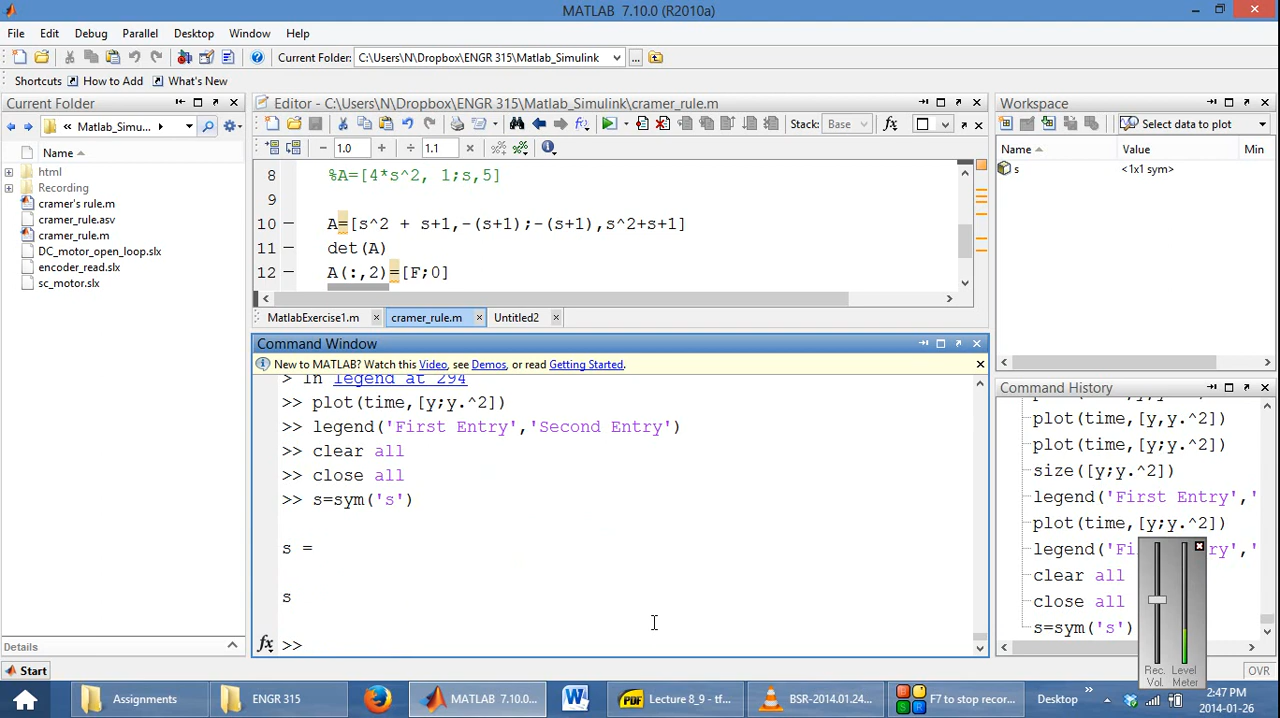 MATLAB 7.10.0 (R2010a)
File Edit Debug Parallel Desktop Window Help
Current Folder: C:\Users\N\Dropbox\ENGR 315\Matlab_Simulink
Shortcuts How to Add What's New
Current Folder
« Matlab_Simu... ▸
Name
html
Recording
cramer's rule.m
cramer_rule.asv
cramer_rule.m
DC_motor_open_loop.slx
encoder_read.slx
sc_motor.slx
Details
Editor - C:\Users\N\Dropbox\ENGR 315\Matlab_Simulink\cramer_rule.m
Stack: Base
1.0 1.1
8 %A=[4*s^2, 1;s,5]
9
10 A=[s^2 + s+1,-(s+1);-(s+1),s^2+s+1]
11 det(A)
12 A(:,2)=[F;0]
MatlabExercise1.m cramer_rule.m Untitled2
Command Window
New to MATLAB? Watch this Video, see Demos, or read Getting Started.
> In legend at 294
>> plot(time,[y;y.^2])
>> legend('First Entry','Second Entry')
>> clear all
>> close all
>> s=sym('s')
s =
s
>>
Workspace
Select data to plot
Name Value Min
s <1x1 sym>
Command History
plot(time,[y,y.^2])
plot(time,[y;y.^2])
size([y;y.^2])
legend('First Entry','
plot(time,[y;y.^2])
legend('Fi
clear all
close all
s=sym('s')
Rec. Vol. Level Meter
Start
OVR
Assignments ENGR 315 MATLAB 7.10.0... Lecture 8_9 - tf... BSR-2014.01.24... F7 to stop recor... Desktop
2:47 PM
2014-01-26